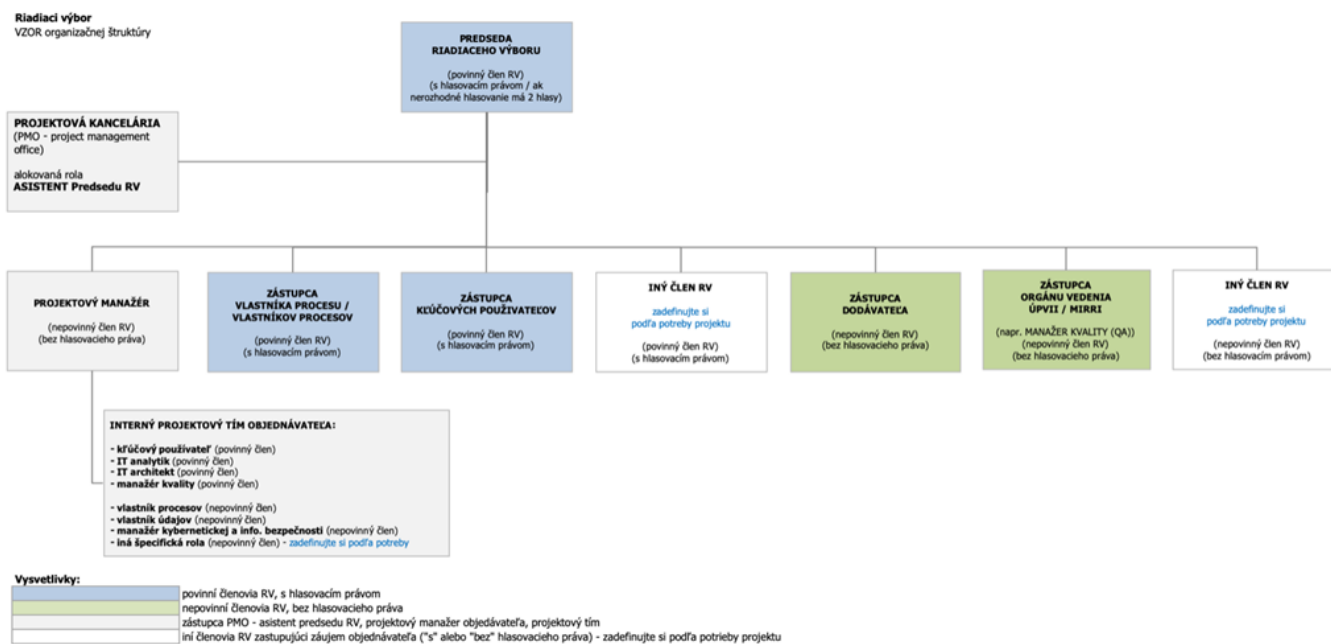 Riadiaci výbor
VZOR organizačnej štruktúry
PREDSEDA
RIADIACEHO VÝBORU
(povinný člen RV)
(s hlasovacím právom / ak
nerozhodné hlasovanie má 2 hlasy)
PROJEKTOVÁ KANCELÁRIA
(PMO - project management
office)
alokovaná rola
ASISTENT Predsedu RV
PROJEKTOVÝ MANAŽÉR
(nepovinný člen RV)
(bez hlasovacieho práva)
ZÁSTUPCA
VLASTNÍKA PROCESU /
VLASTNÍKOV PROCESOV
(povinný člen RV)
(s hlasovacím právom)
ZÁSTUPCA
KĽÚČOVÝCH POUŽIVATEĽOV
(povinný člen RV)
(s hlasovacím právom)
INÝ ČLEN RV
zadefinujte si
podľa potreby projektu
(povinný člen RV)
(s hlasovacím právom)
ZÁSTUPCA
DODÁVATEĽA
(nepovinný člen RV)
(bez hlasovacieho práva)
ZÁSTUPCA
ORGÁNU VEDENIA
ÚPVII / MIRRI
(napr. MANAŽER KVALITY (QA))
(nepovinný člen RV)
(bez hlasovacieho práva)
INÝ ČLEN RV
zadefinujte si
podľa potreby projektu
(nepovinný člen RV)
(bez hlasovacieho právom)
INTERNÝ PROJEKTOVÝ TÍM OBJEDNÁVATEĽA:
- kľúčový používateľ (povinný člen)
- IT analytik (povinný člen)
- IT architekt (povinný člen)
- manažér kvality (povinný člen)
- vlastník procesov (nepovinný člen)
- vlastník údajov (nepovinný člen)
- manažér kybernetickej a info. bezpečnosti (nepovinný člen)
- iná špecifická rola (nepovinný člen) - zadefinujte si podľa potreby
Vysvetlivky:
povinní členovia RV, s hlasovacím právom
nepovinní členovia RV, bez hlasovacieho práva
zástupca PMO - asistent predsedu RV, projektový manažer objedávateľa, projektový tím
iní členovia RV zastupujúci záujem objednávateľa ("s" alebo "bez" hlasovacieho práva) - zadefinujte si podľa potrieby projektu